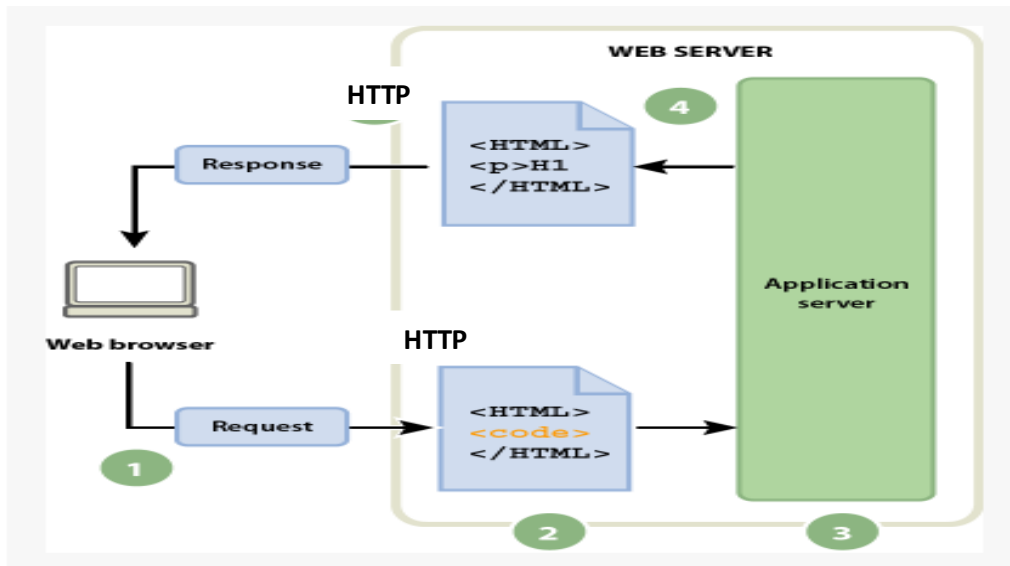 WEB SERVER
HTTP
4
<HTML>
<p>H1
</HTML>
Response
Application
server
Web browser
HTTP
<HTML>
<code>
</HTML>
Request
1
2
3